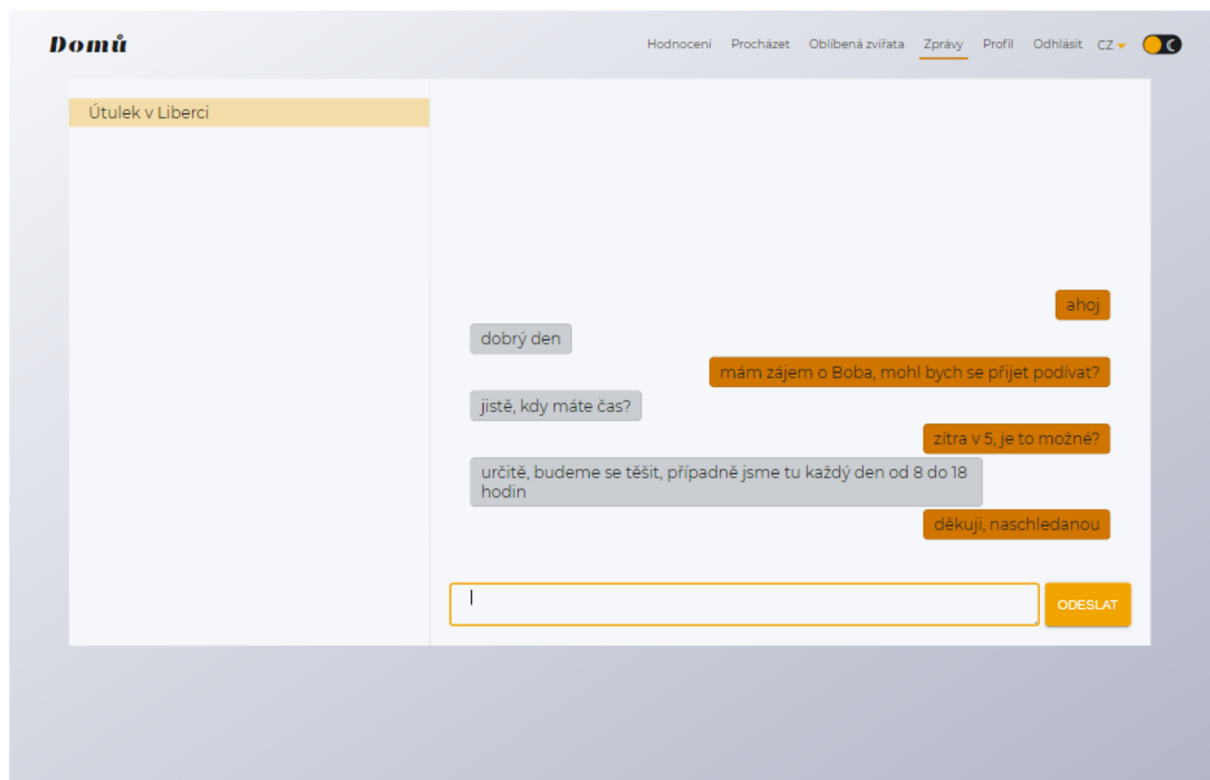 Domů
Hodnocení Procházet Oblíbená zvířata Zprávy Profil Odhlásit CZ
Útulek v Liberci
ahoj
dobrý den
mám zájem o Boba, mohl bych se přijet podívat?
jistě, kdy máte čas?
zítra v 5, je to možné?
určitě, budeme se těšit, případně jsme tu každý den od 8 do 18
hodin
děkuji, naschledanou
ODESLAT